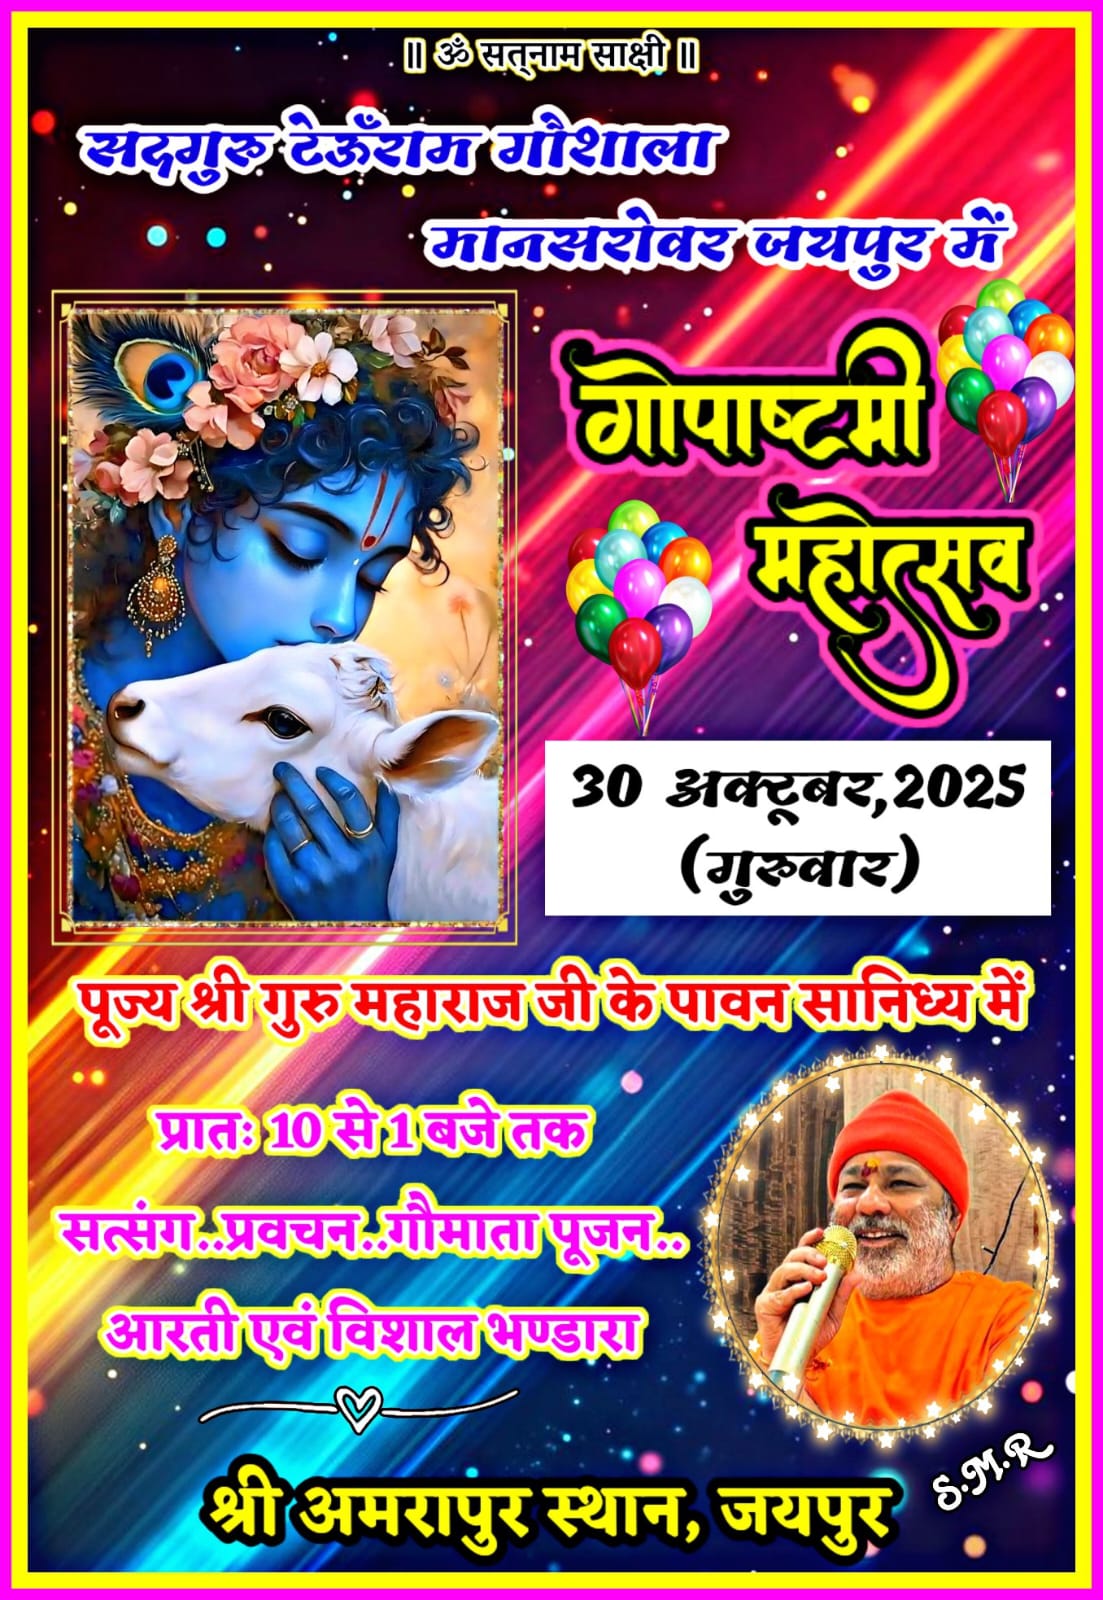 ॥ ॐ सत्नाम साक्षी ॥
सदगुरु टेऊँराम गौशाला
मानसरोवर जयपुर में
गोपाष्टमी
महोत्सव
30 अक्टूबर,2025
(गुरुवार)
पूज्य श्री गुरु महाराज जी के पावन सानिध्य में
प्रातः 10 से 1 बजे तक
सत्संग..प्रवचन..गौमाता पूजन..
आरती एवं विशाल भण्डारा
S.M.R
श्री अमरापुर स्थान, जयपुर